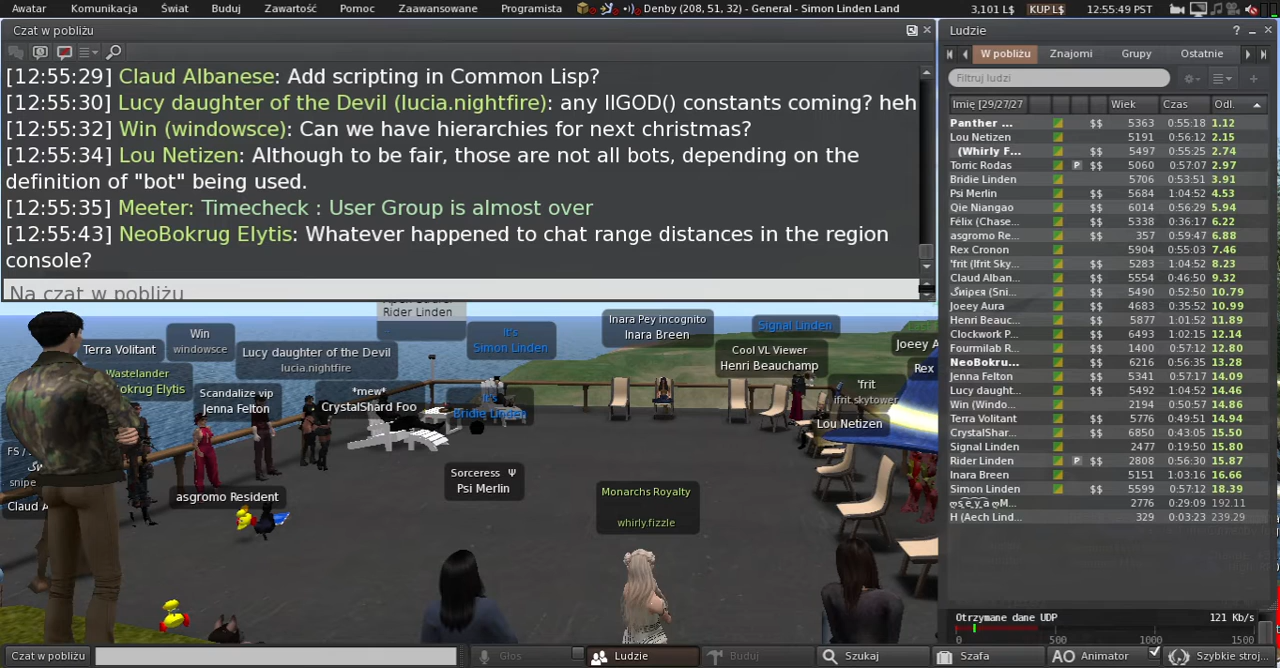 Awatar Komunikacja Świat Buduj Zawartość Pomoc Zaawansowane Programista Denby (208, 51, 32) - General - Simon Linden Land 3,101 L$ KUP L$ 12:55:49 PST
Czat w pobliżu
[12:55:29] Claud Albanese: Add scripting in Common Lisp?
[12:55:30] Lucy daughter of the Devil (lucia.nightfire): any llGOD() constants coming? heh
[12:55:32] Win (windowsce): Can we have hierarchies for next christmas?
[12:55:34] Lou Netizen: Although to be fair, those are not all bots, depending on the
definition of "bot" being used.
[12:55:35] Meeter: Timecheck : User Group is almost over
[12:55:43] NeoBokrug Elytis: Whatever happened to chat range distances in the region
console?
Na czat w pobliżu
Rider Linden
Win
windowsce
It's
Simon Linden
Inara Pey incognito
Inara Breen
Signal Linden
Terra Volitant
Lucy daughter of the Devil
lucia.nightfire
Cool VL Viewer
Henri Beauchamp
Joeey A
Rex
Wastelander
okrug Elytis
Scandalize vip
Jenna Felton
*mew*
CrystalShard Foo
It's
Bridie Linden
'frit
ifrit skytower
Lou Netizen
FS /
snipe
Claud A
asgromo Resident
Sorceress Ψ
Psi Merlin
Monarchs Royalty
whirly.fizzle
Ludzie
W pobliżu Znajomi Grupy Ostatnie
Filtruj ludzi
Imię [29/27/27 Wiek Czas Odl.
Panther ... $$ 5363 0:55:18 1.12
Lou Netizen 5191 0:56:12 2.15
(Whirly F... $$ 5497 0:55:25 2.74
Torric Rodas P $$ 5060 0:57:07 2.97
Bridie Linden 5706 0:53:51 3.91
Psi Merlin $$ 5684 1:04:52 4.53
Qie Niangao $$ 6014 0:56:29 5.94
Félix (Chase... $$ 5338 0:36:17 6.22
asgromo Re... $$ 357 0:59:47 6.88
Rex Cronon 5904 0:55:03 7.46
'frit (Ifrit Sky... $$ 5283 1:04:52 8.23
Claud Alban... $$ 5554 0:46:50 9.32
(Sni... $$ 5490 0:52:50 10.79
Joeey Aura $$ 4683 0:35:52 10.99
Henri Beauc... $$ 5877 1:01:52 11.89
Clockwork P... $$ 6493 1:02:15 12.14
Fourmilab R... $$ 1400 0:57:12 12.80
NeoBokru... $$ 6216 0:56:35 13.28
Jenna Felton $$ 5341 0:57:17 14.09
Lucy daught... $$ 5492 1:04:52 14.46
Win (Windo... 2194 0:50:57 14.86
Terra Volitant $$ 5776 0:49:51 14.94
CrystalShar... $$ 6850 0:43:05 15.50
Signal Linden 2477 0:19:50 15.80
Rider Linden P $$ 2808 0:56:30 15.87
Inara Breen 5151 1:03:16 16.66
Simon Linden $$ 5599 0:57:12 18.39
2776 0:29:09 192.11
H (Aech Lind... 329 0:03:23 239.29
Otrzymane dane UDP 121 Kb/s
0 500 1000 1500
Czat w pobliżu Głos Ludzie Buduj Szukaj Szafa AO Animator Szybkie stroj...